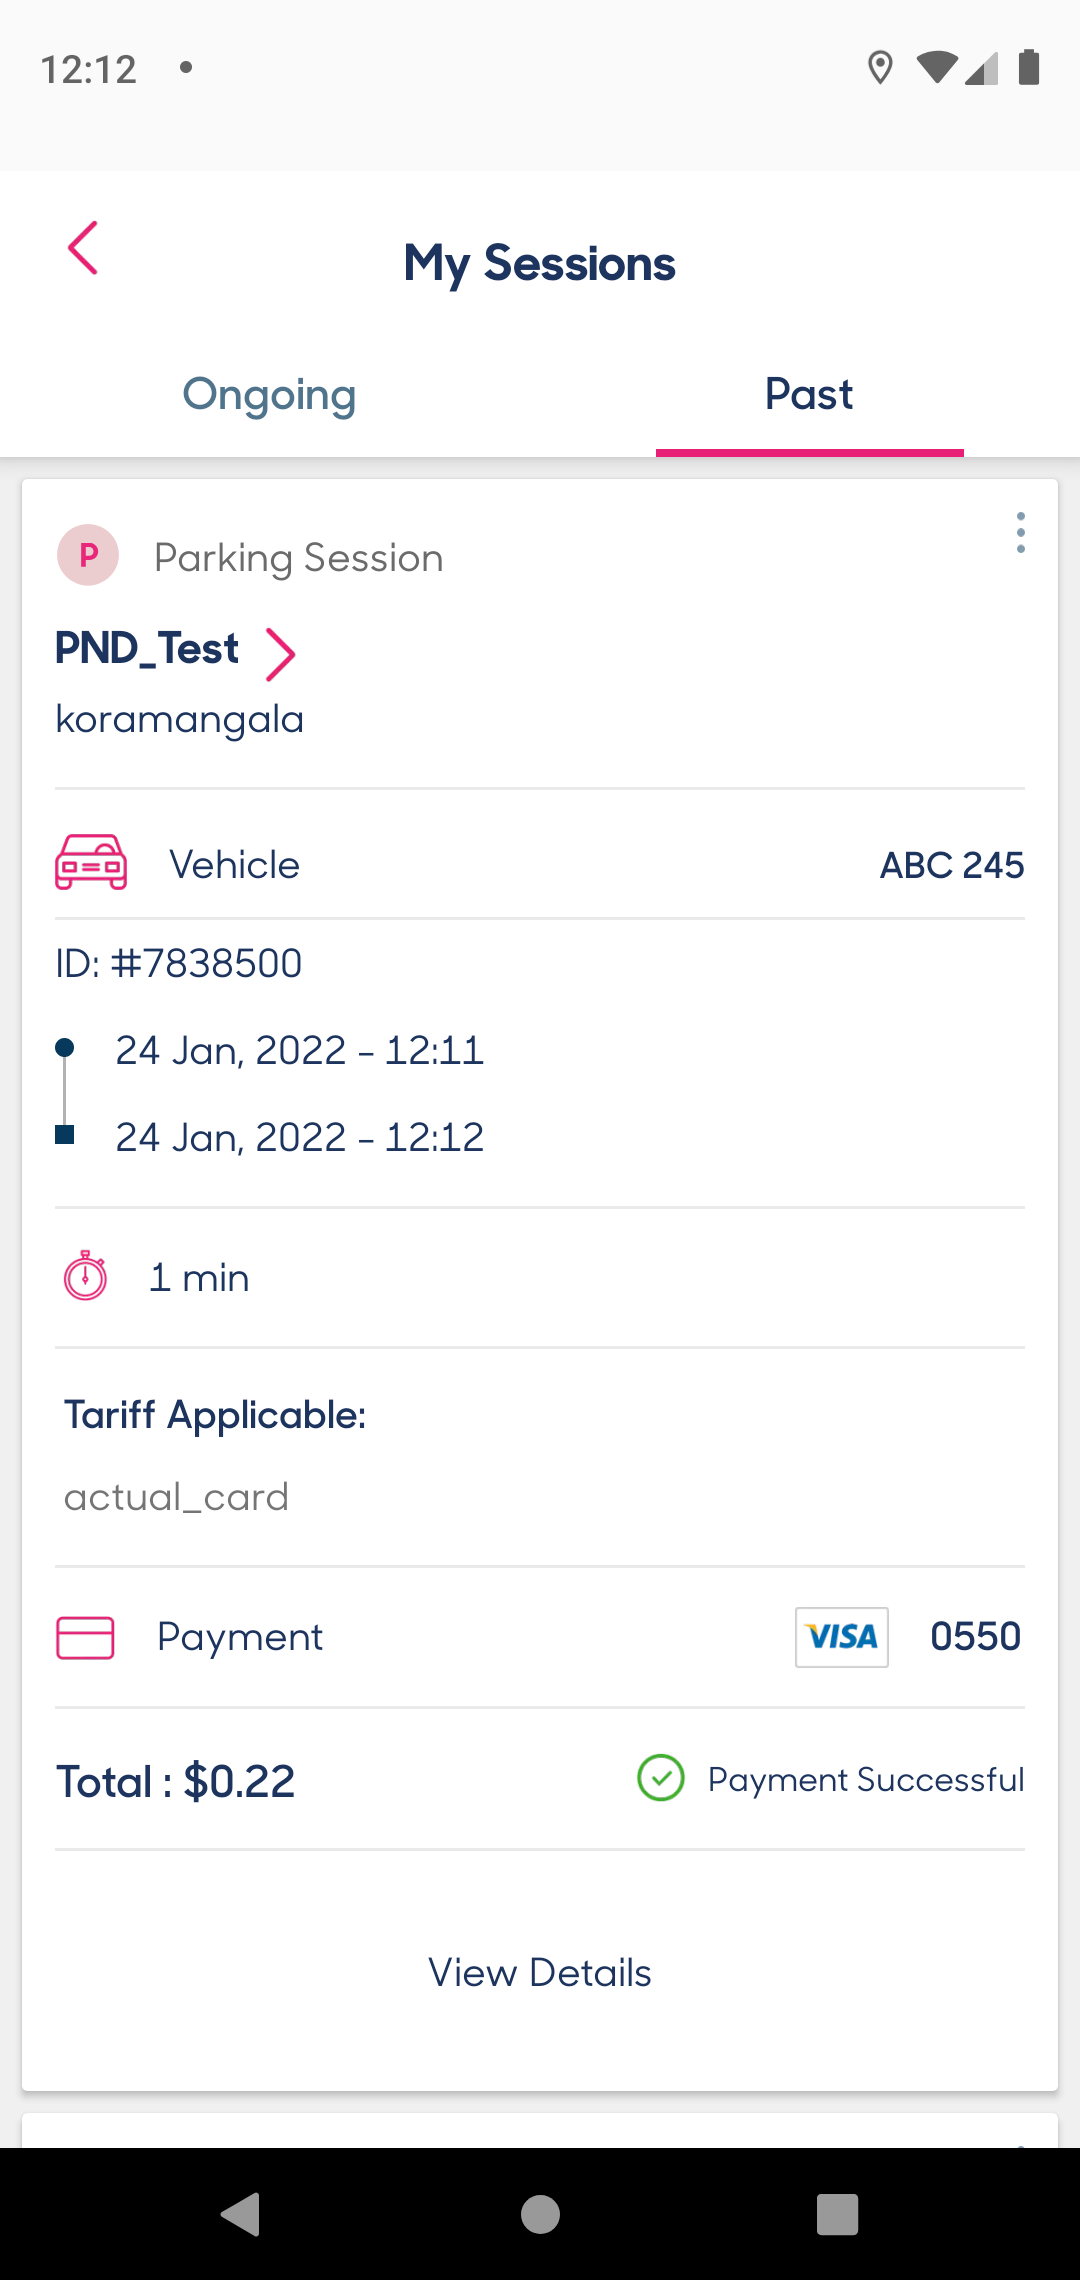 12:12
My Sessions
Ongoing
Past
P
Parking Session
PND_Test
koramangala
Vehicle
ABC 245
ID: #7838500
24 Jan, 2022 - 12:11
24 Jan, 2022 - 12:12
1 min
Tariff Applicable:
actual_card
Payment
VISA
0550
Total : $0.22
Payment Successful
View Details